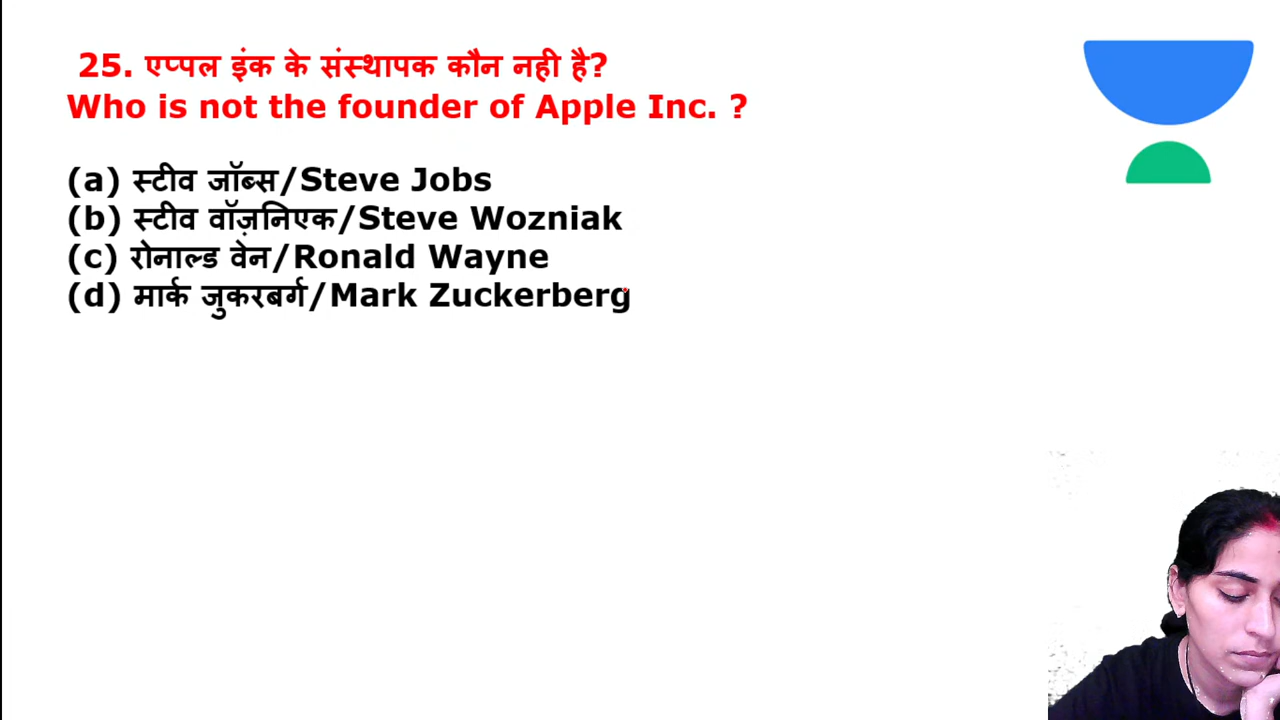 25. एप्पल इंक के संस्थापक कौन नही है?
Who is not the founder of Apple Inc. ?
(a) स्टीव जॉब्स/Steve Jobs
(b) स्टीव वॉज़निएक/Steve Wozniak
(c) रोनाल्ड वेन/Ronald Wayne
(d) मार्क जुकरबर्ग/Mark Zuckerberg